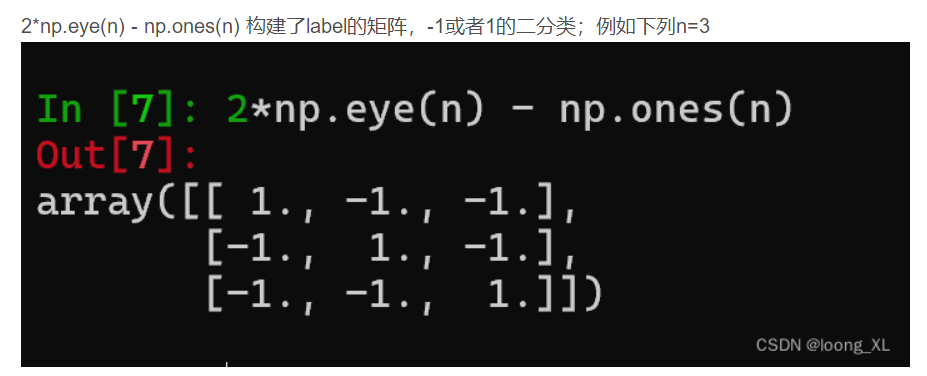 2*np.eye(n) - np.ones(n) 构建了label的矩阵，-1或者1的二分类；例如下列n=3
In [7]: 2*np.eye(n) - np.ones(n)
Out[7]:
array([[ 1., -1., -1.],
       [-1.,  1., -1.],
       [-1., -1.,  1.]])
CSDN @loong_XL